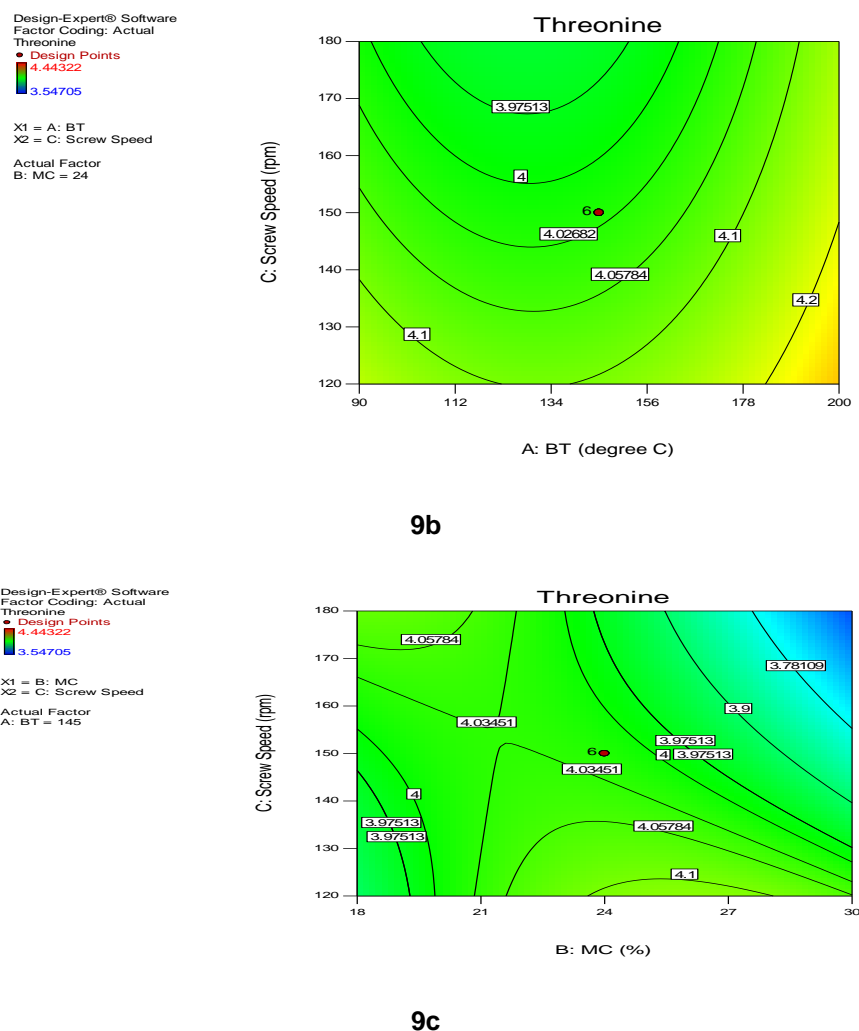 Design-Expert® Software
Factor Coding: Actual
Threonine
Design Points
4.44322
3.54705
X1 = A: BT
X2 = C: Screw Speed
Actual Factor
B: MC = 24
Threonine
C: Screw Speed (rpm)
180
170
160
150
140
130
120
3.97513
4
6
4.02682
4.1
4.05784
4.2
4.1
90 112 134 156 178 200
A: BT (degree C)
9b
Design-Expert® Software
Factor Coding: Actual
Threonine
Design Points
4.44322
3.54705
X1 = B: MC
X2 = C: Screw Speed
Actual Factor
A: BT = 145
Threonine
C: Screw Speed (rpm)
180
170
160
150
140
130
120
4.05784
3.78109
3.9
4.03451
3.97513
6
4 3.97513
4.03451
4
3.97513
4.05784
3.97513
4.1
18 21 24 27 30
B: MC (%)
9c